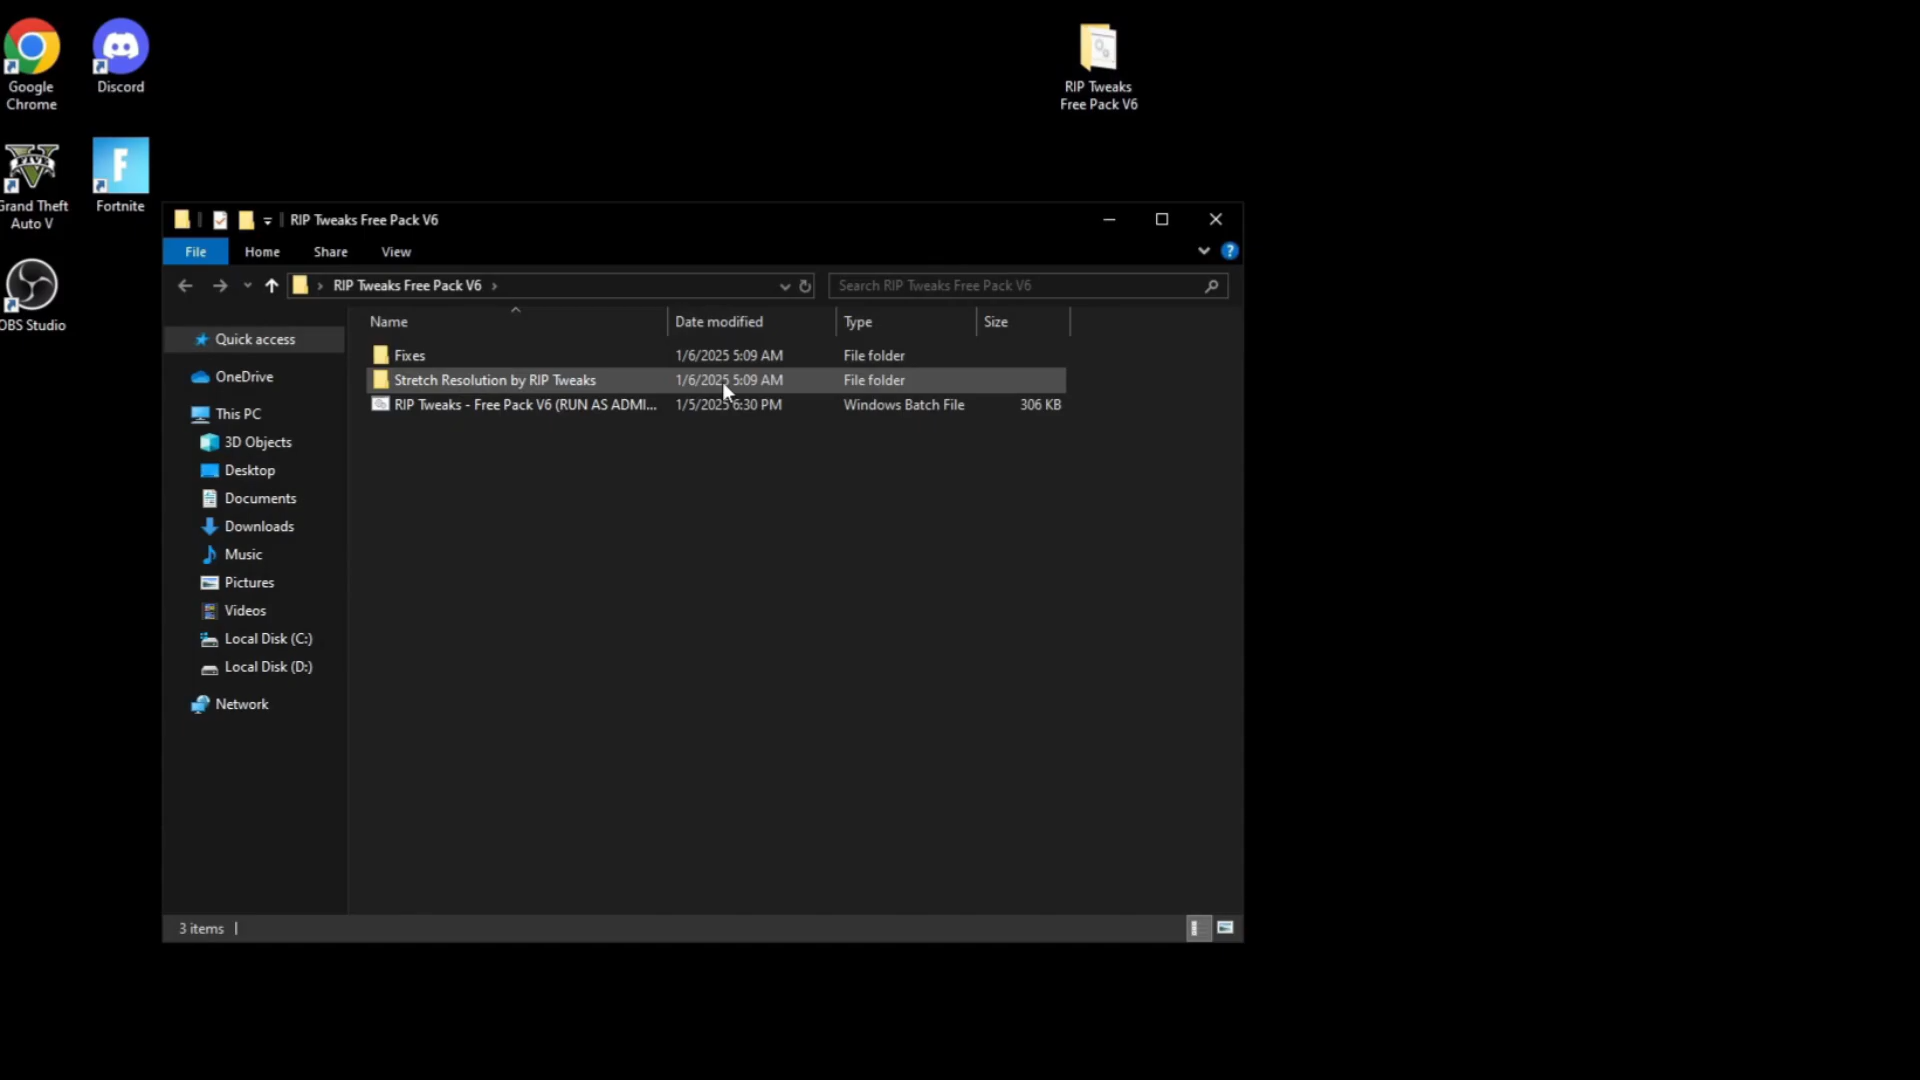 Google
Chrome
Discord
RIP Tweaks
Free Pack V6
Grand Theft
Auto V
Fortnite
OBS Studio
RIP Tweaks Free Pack V6
File
Home
Share
View
RIP Tweaks Free Pack V6
Search RIP Tweaks Free Pack V6
Name
Date modified
Type
Size
Fixes
1/6/2025 5:09 AM
File folder
Stretch Resolution by RIP Tweaks
1/6/2025 5:09 AM
File folder
RIP Tweaks - Free Pack V6 (RUN AS ADMI...
1/5/2025 6:30 PM
Windows Batch File
306 KB
Quick access
OneDrive
This PC
3D Objects
Desktop
Documents
Downloads
Music
Pictures
Videos
Local Disk (C:)
Local Disk (D:)
Network
3 items